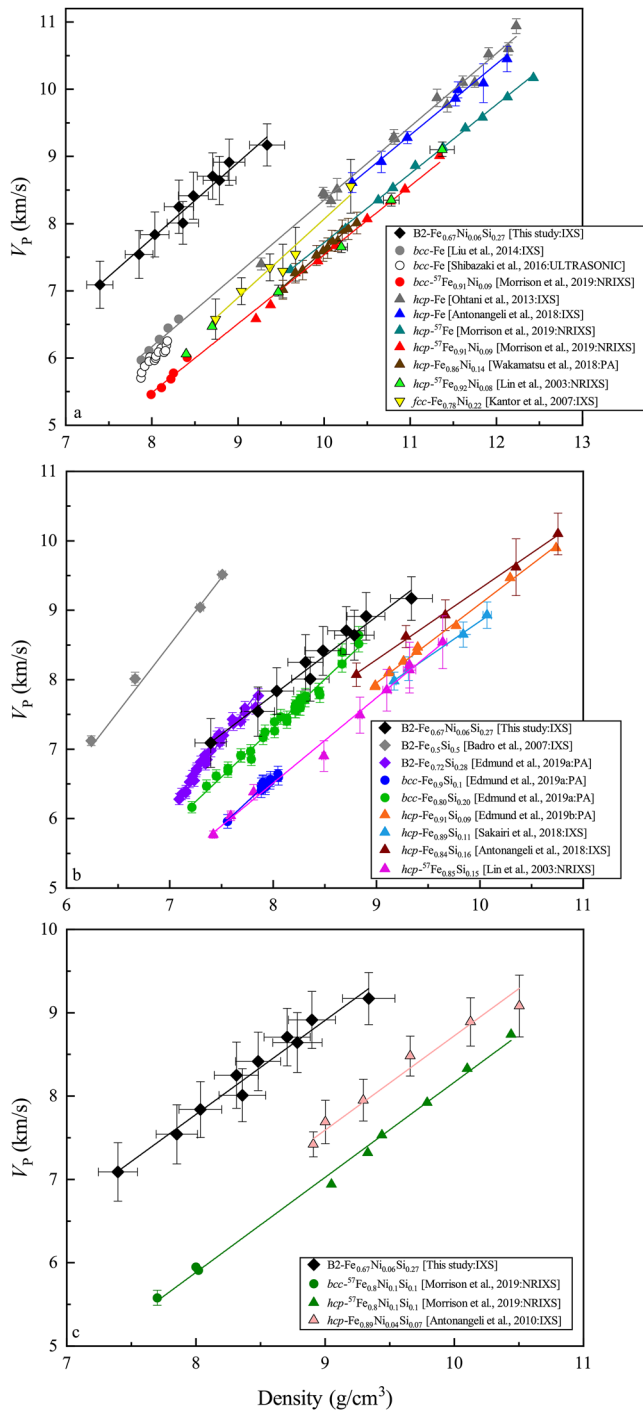 11
10
9
8
7
6
5
V_P (km/s)
B2-Fe0.67Ni0.06Si0.27 [This study:IXS]
bcc-Fe [Liu et al., 2014:IXS]
bcc-Fe [Shibazaki et al., 2016:ULTRASONIC]
bcc-57Fe0.91Ni0.09 [Morrison et al., 2019:NRIXS]
hcp-Fe [Ohtani et al., 2013:IXS]
hcp-Fe [Antonangeli et al., 2018:IXS]
hcp-57Fe [Morrison et al., 2019:NRIXS]
hcp-57Fe0.91Ni0.09 [Morrison et al., 2019:NRIXS]
hcp-Fe0.86Ni0.14 [Wakamatsu et al., 2018:PA]
hcp-57Fe0.92Ni0.08 [Lin et al., 2003:NRIXS]
fcc-Fe0.78Ni0.22 [Kantor et al., 2007:IXS]
a
7 8 9 10 11 12 13
11
10
9
8
7
6
5
V_P (km/s)
B2-Fe0.67Ni0.06Si0.27 [This study:IXS]
B2-Fe0.5Si0.5 [Badro et al., 2007:IXS]
B2-Fe0.72Si0.28 [Edmund et al., 2019a:PA]
bcc-Fe0.9Si0.1 [Edmund et al., 2019a:PA]
bcc-Fe0.80Si0.20 [Edmund et al., 2019a:PA]
hcp-Fe0.91Si0.09 [Edmund et al., 2019b:PA]
hcp-Fe0.89Si0.11 [Sakairi et al., 2018:IXS]
hcp-Fe0.84Si0.16 [Antonangeli et al., 2018:IXS]
hcp-57Fe0.85Si0.15 [Lin et al., 2003:NRIXS]
b
6 7 8 9 10 11
10
9
8
7
6
5
V_P (km/s)
B2-Fe0.67Ni0.06Si0.27 [This study:IXS]
bcc-57Fe0.8Ni0.1Si0.1 [Morrison et al., 2019:NRIXS]
hcp-57Fe0.8Ni0.1Si0.1 [Morrison et al., 2019:NRIXS]
hcp-Fe0.89Ni0.04Si0.07 [Antonangeli et al., 2010:IXS]
c
7 8 9 10 11
Density (g/cm3)